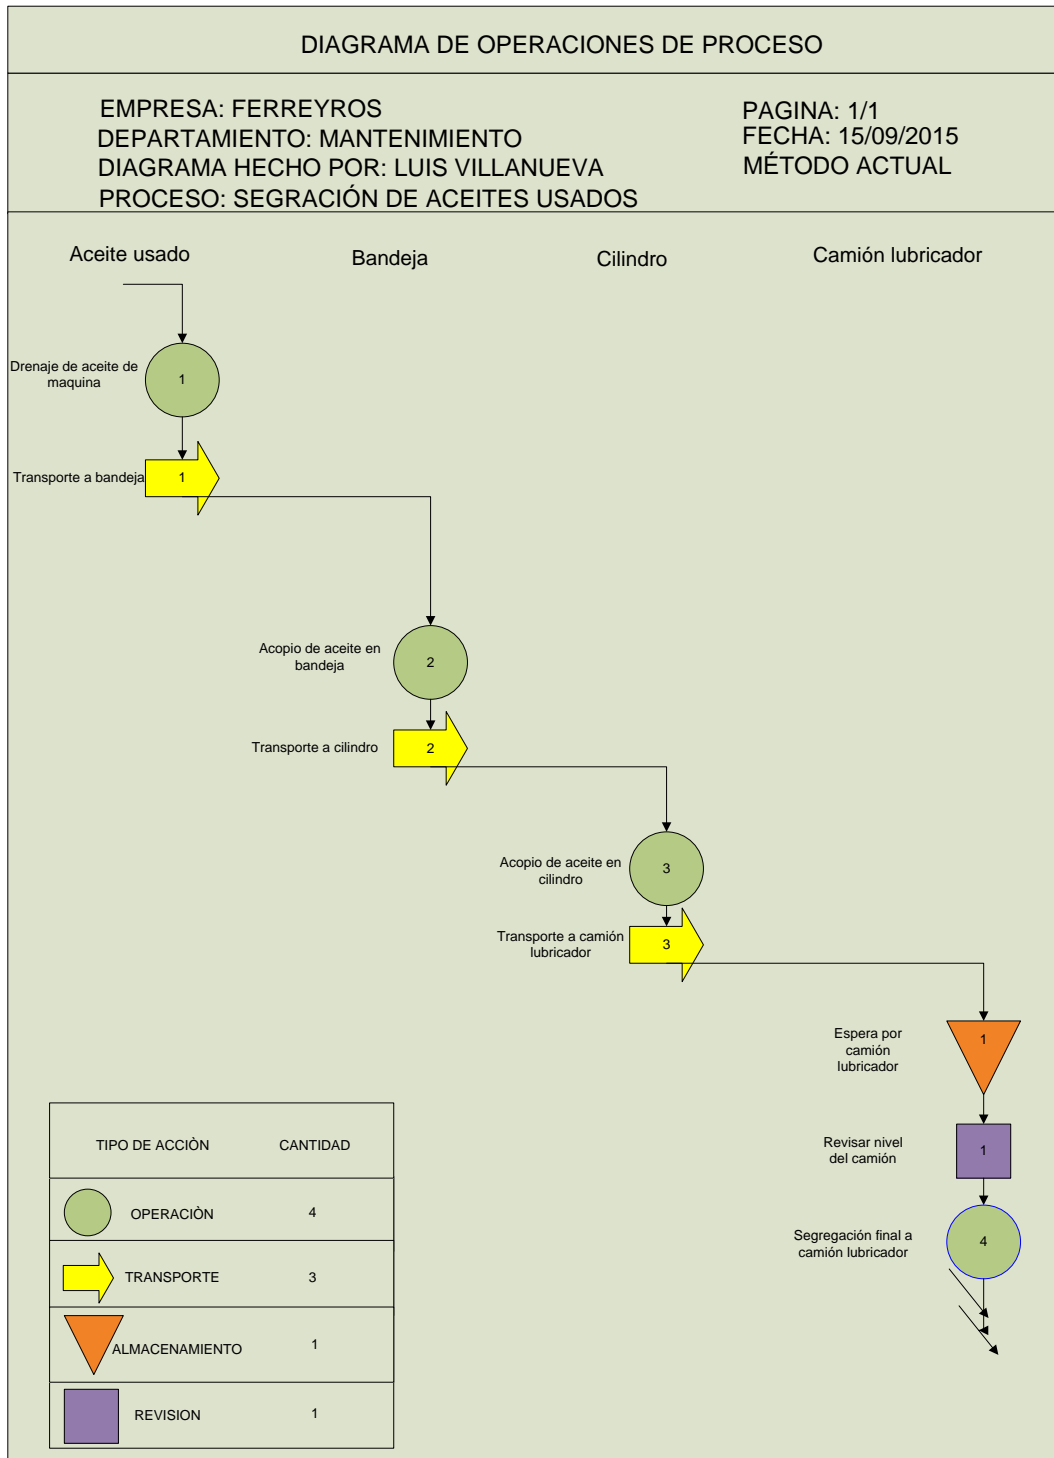 DIAGRAMA DE OPERACIONES DE PROCESO
EMPRESA: FERREYROS
DEPARTAMIENTO: MANTENIMIENTO
DIAGRAMA HECHO POR: LUIS VILLANUEVA
PROCESO: SEGRACIÓN DE ACEITES USADOS
PAGINA: 1/1
FECHA: 15/09/2015
MÉTODO ACTUAL
Aceite usado
Bandeja
Cilindro
Camión lubricador
Drenaje de aceite de
maquina
1
Transporte a bandeja
1
Acopio de aceite en
bandeja
2
Transporte a cilindro
2
Acopio de aceite en
cilindro
3
Transporte a camión
lubricador
3
Espera por
camión
lubricador
1
Revisar nivel
del camión
1
Segregación final a
camión lubricador
4
TIPO DE ACCIÒN CANTIDAD
OPERACIÒN 4
TRANSPORTE 3
ALMACENAMIENTO 1
REVISION 1